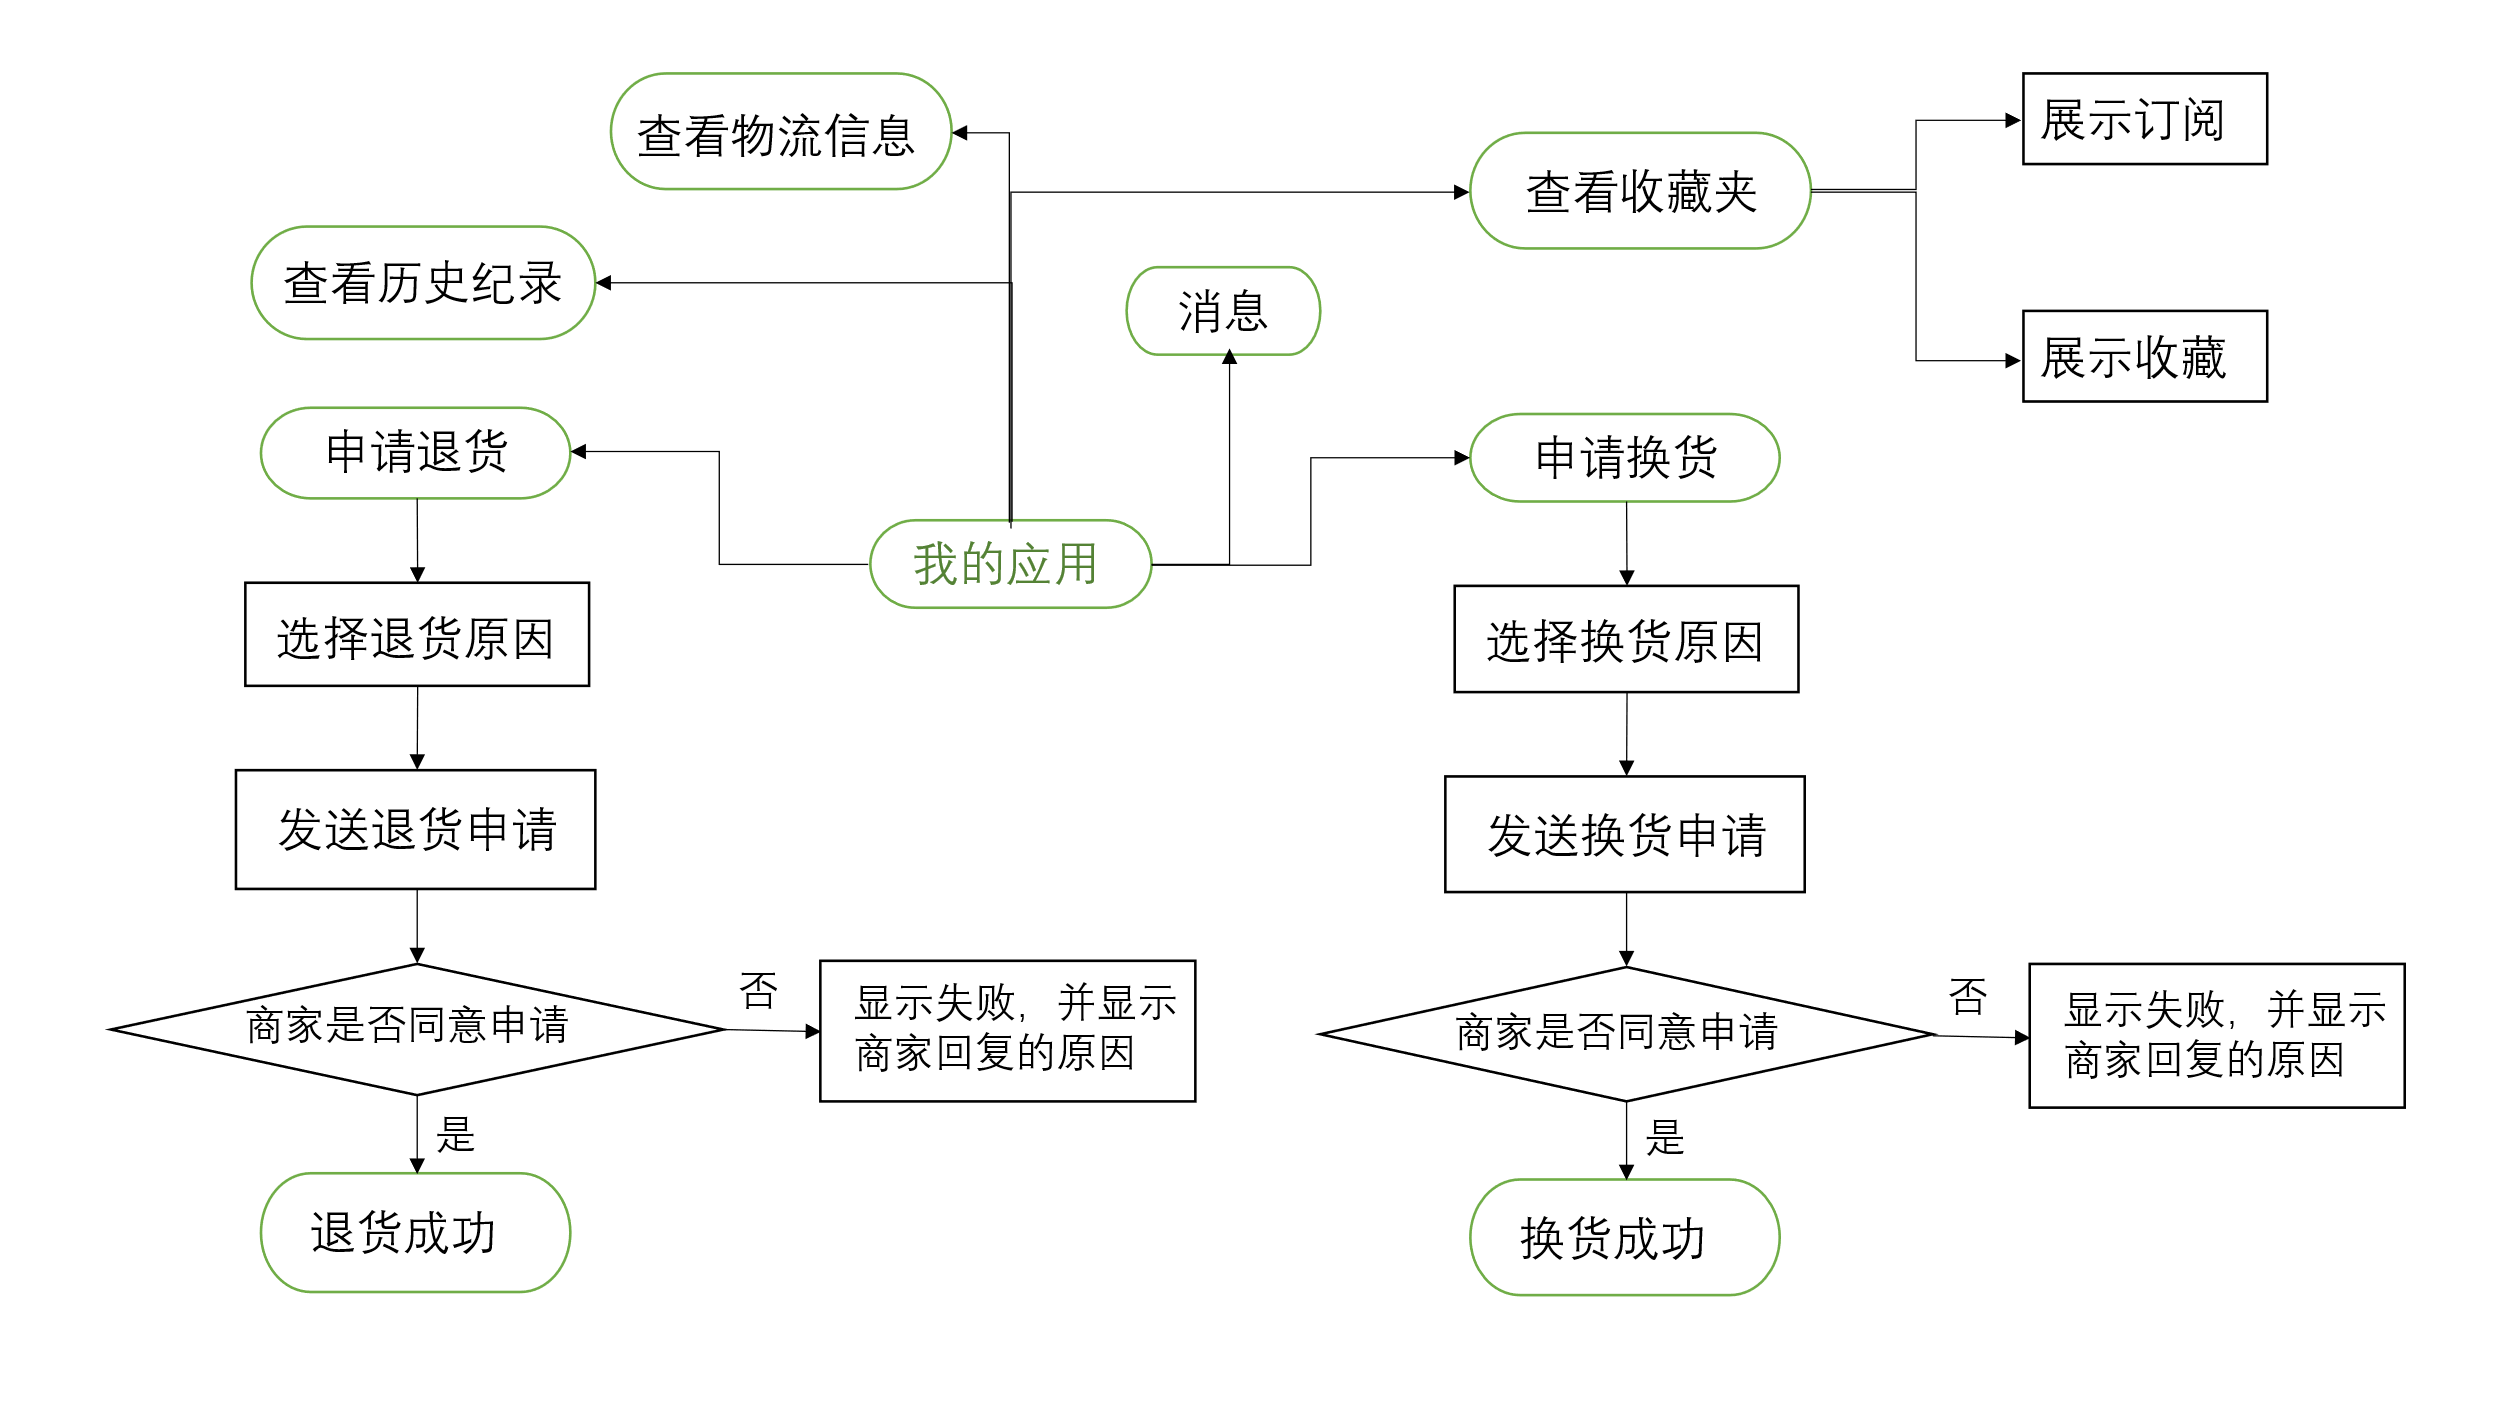 查看物流信息
展示订阅
查看收藏夹
查看历史纪录
消息
展示收藏
申请退货
申请换货
我的应用
选择退货原因
选择换货原因
发送退货申请
发送换货申请
商家是否同意申请
否
显示失败，并显示
商家回复的原因
商家是否同意申请
否
显示失败，并显示
商家回复的原因
是
是
退货成功
换货成功